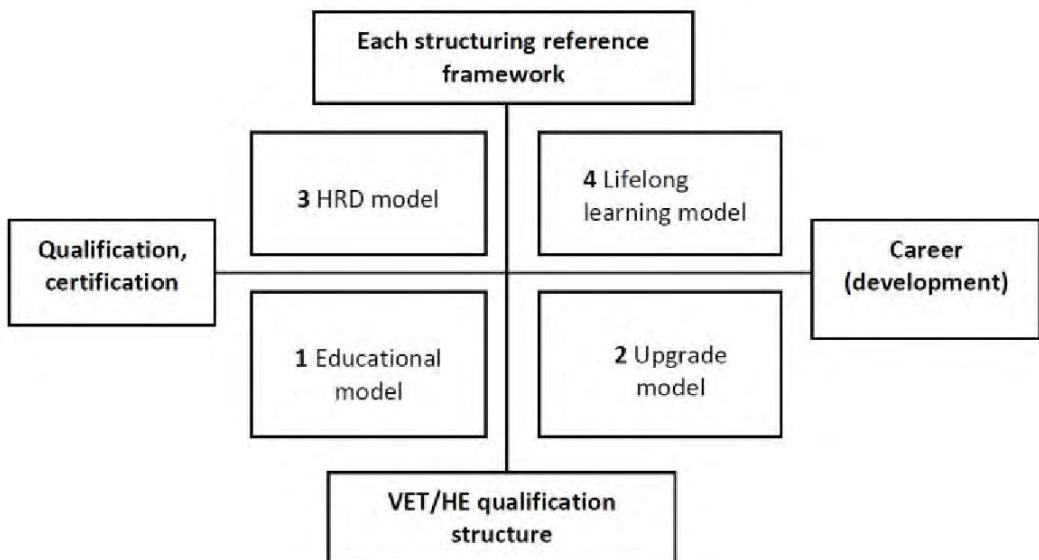 Each structuring reference
framework
3 HRD model
4 Lifelong
learning model
Qualification,
certification
Career
(development)
1 Educational
model
2 Upgrade
model
VET/HE qualification
structure